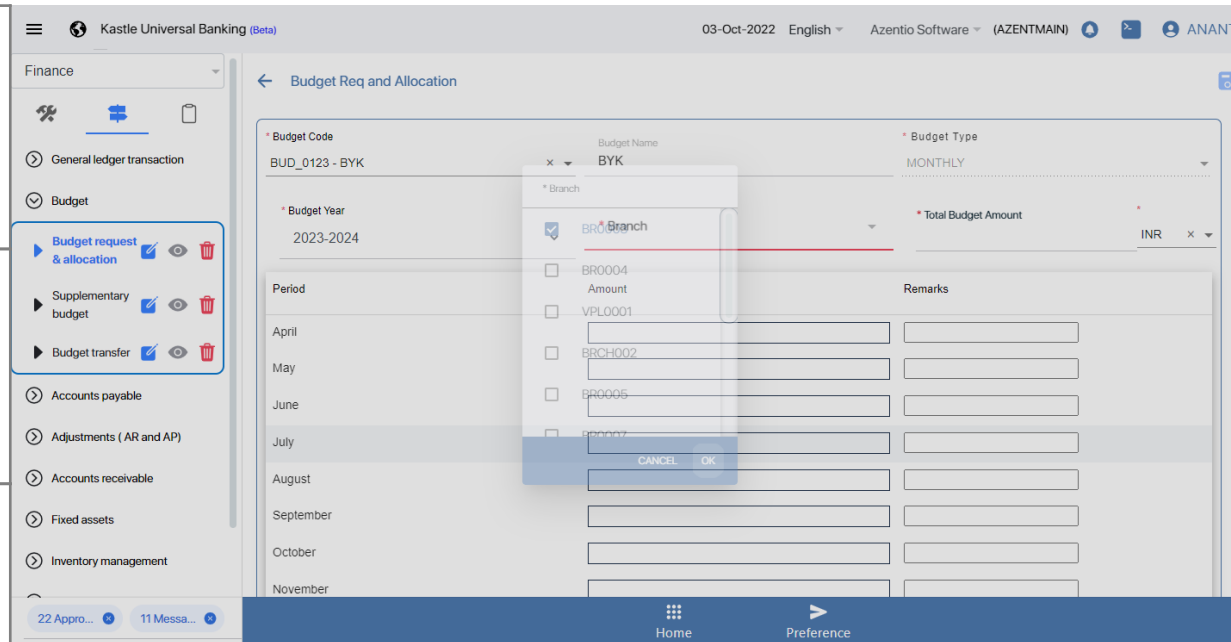 Kastle Universal Banking (Beta)
03-Oct-2022 English Azentio Software (AZENTMAIN) ANANT
Finance
Budget Req and Allocation
General ledger transaction
Budget
Budget request
& allocation
Supplementary
budget
Budget transfer
Accounts payable
Adjustments ( AR and AP)
Accounts receivable
Fixed assets
Inventory management
22 Appro...
11 Messa...
* Budget Code
BUD_0123 - BYK
Budget Name
BYK
* Budget Type
MONTHLY
* Budget Year
2023-2024
* Branch
* Total Budget Amount
*
INR
Period
Amount
Remarks
April
May
June
July
August
September
October
November
* Branch
BR0004
VPL0001
BRCH002
BR0005
BR0007
CANCEL
OK
Home
Preference